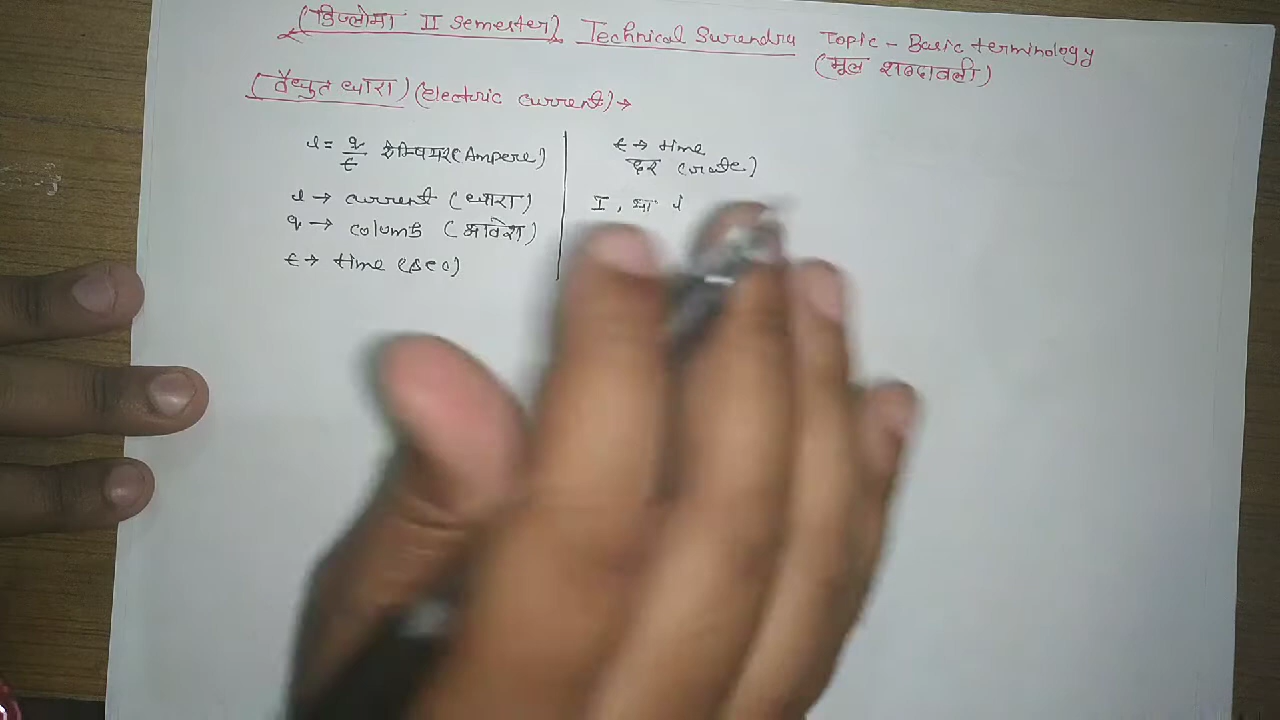 (डिप्लोमा II semester) Technical Surendra Topic - Basic terminology
(मूल शब्दावली)
(वैधुत धारा) (electric current) →
i = q/t ऐम्पियर (Ampere)
i → current (धारा)
q → columb (आवेश)
t → time (sec)
t → time
दर (rate)
I, या i